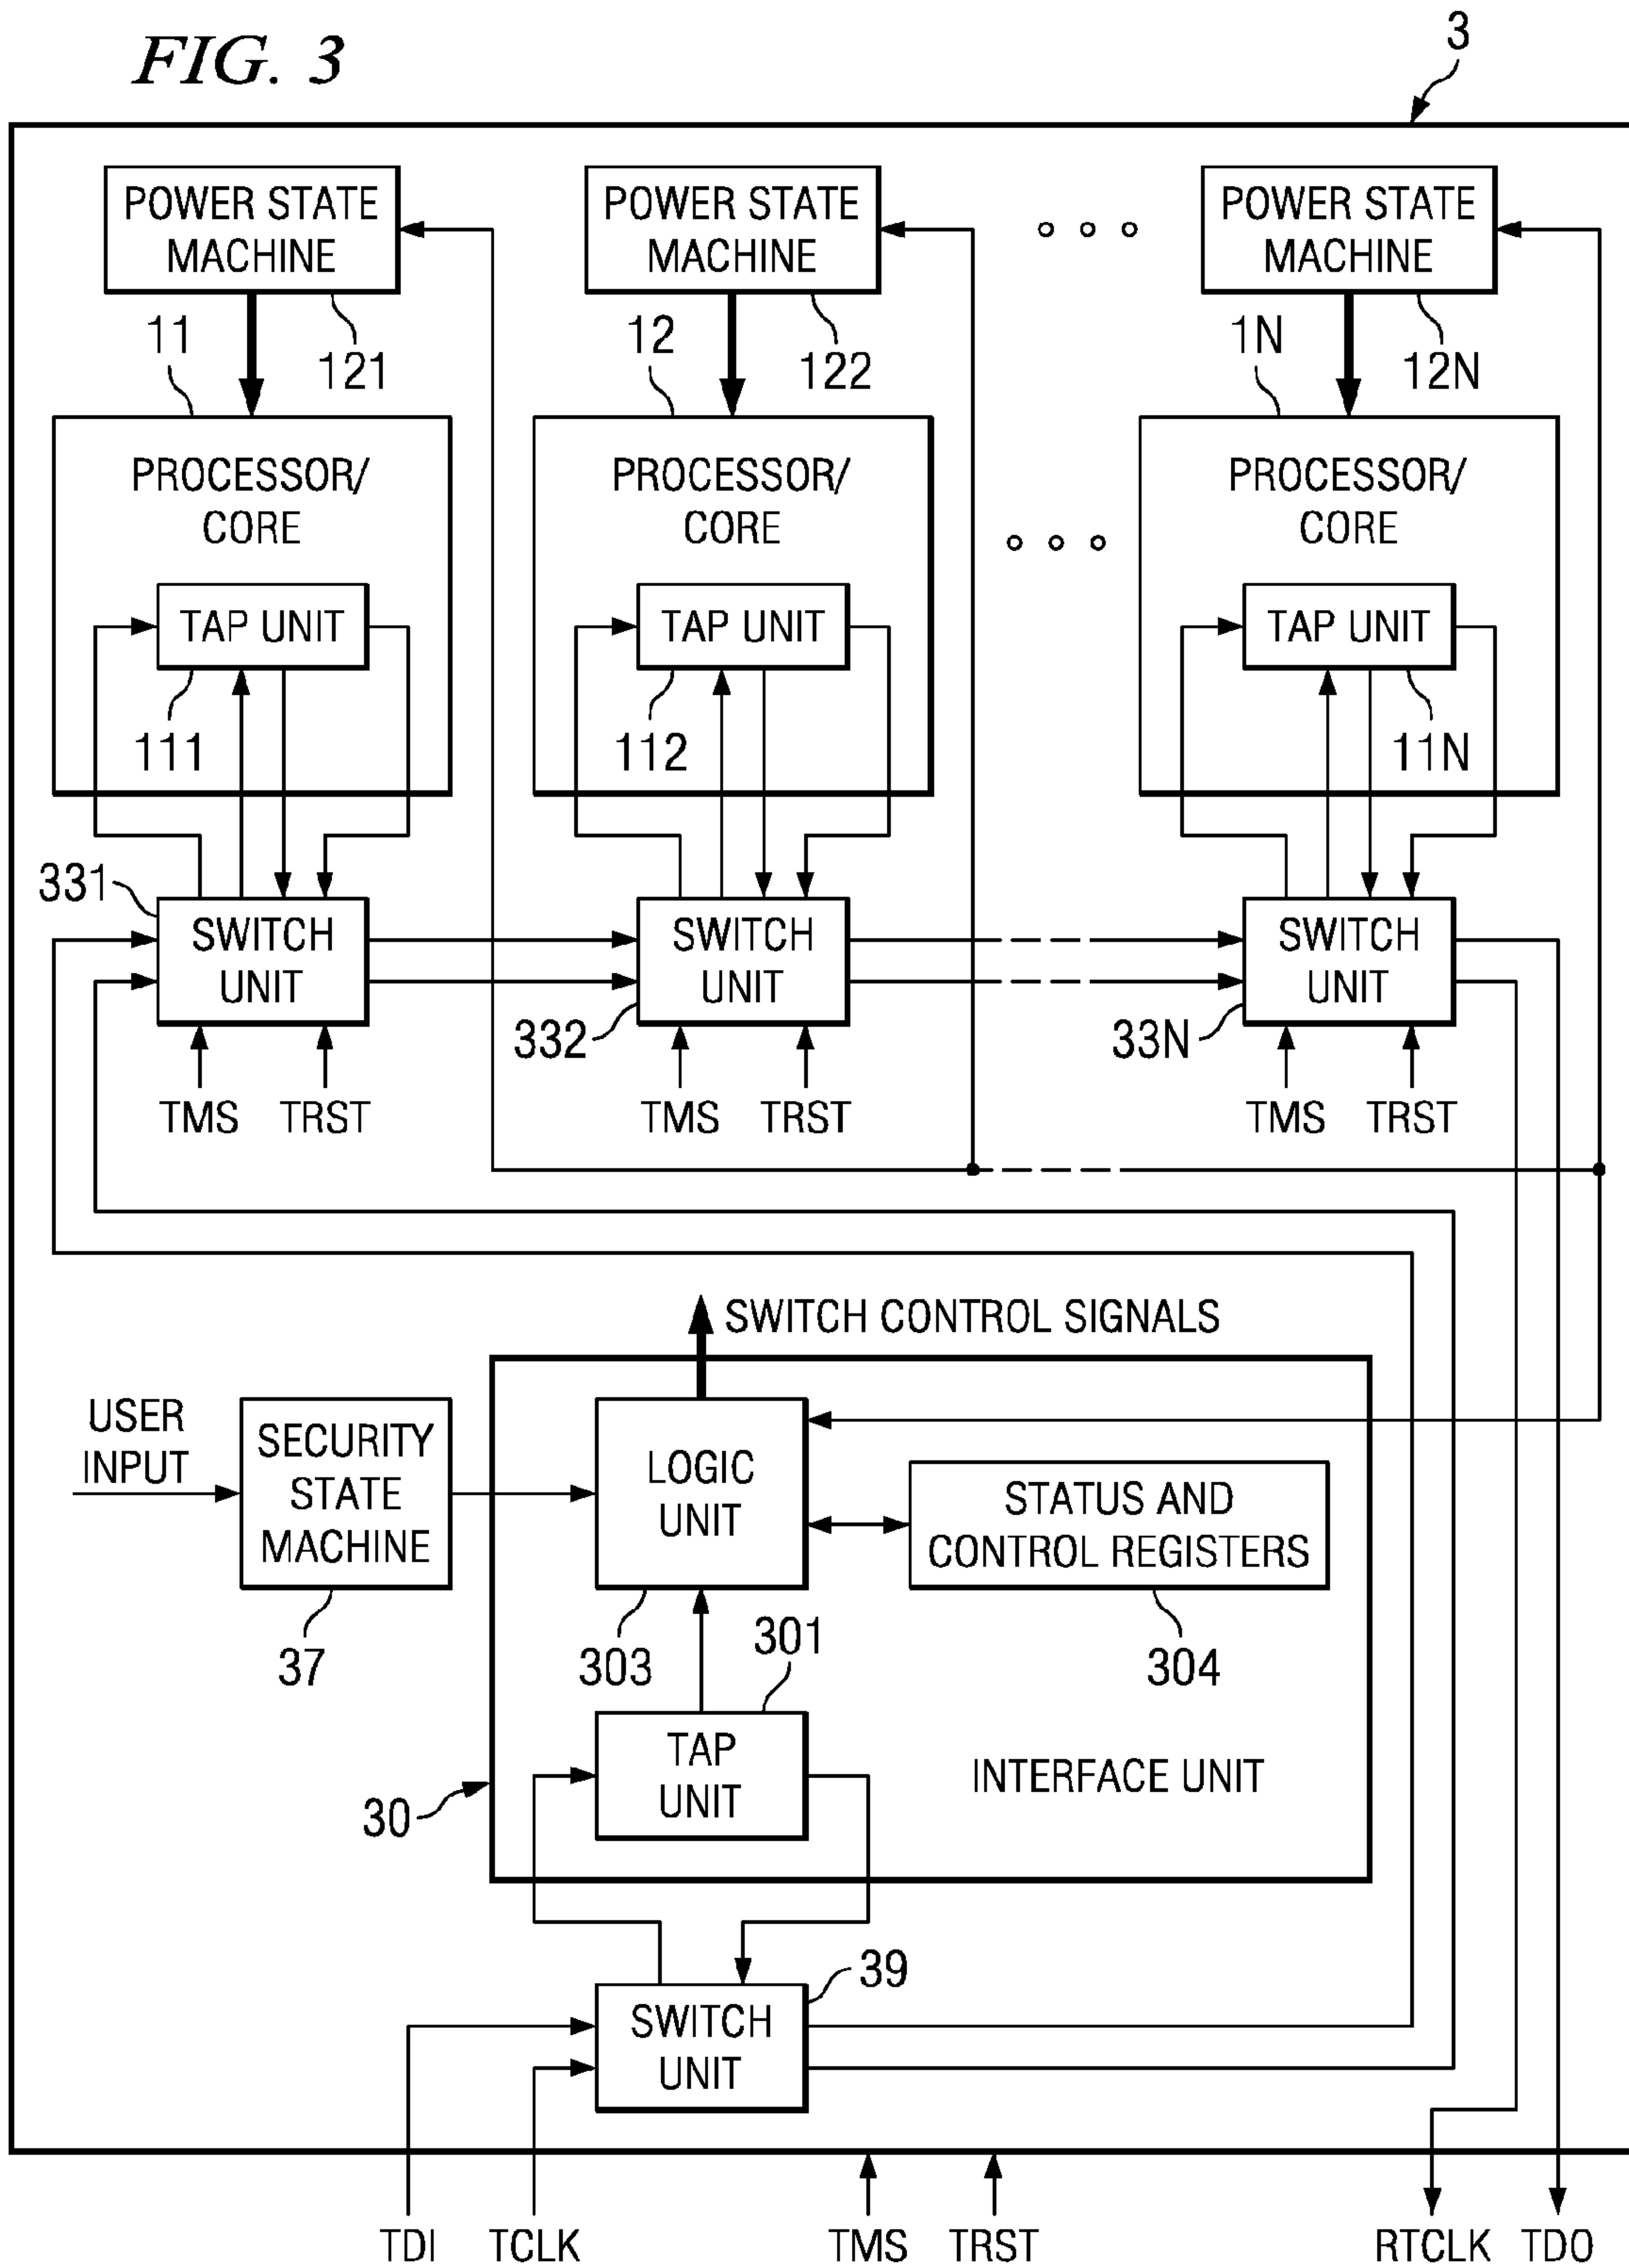 FIG. 3
3
POWER STATE
MACHINE
POWER STATE
MACHINE
POWER STATE
MACHINE
11
121
12
122
1N
12N
PROCESSOR/
CORE
PROCESSOR/
CORE
PROCESSOR/
CORE
TAP UNIT
TAP UNIT
TAP UNIT
111
112
11N
331
SWITCH
UNIT
SWITCH
UNIT
SWITCH
UNIT
332
33N
TMS
TRST
TMS
TRST
TMS
TRST
SWITCH CONTROL SIGNALS
USER
INPUT
SECURITY
STATE
MACHINE
LOGIC
UNIT
STATUS AND
CONTROL REGISTERS
37
303
301
304
TAP
UNIT
INTERFACE UNIT
30
39
SWITCH
UNIT
TDI
TCLK
TMS
TRST
RTCLK
TDO